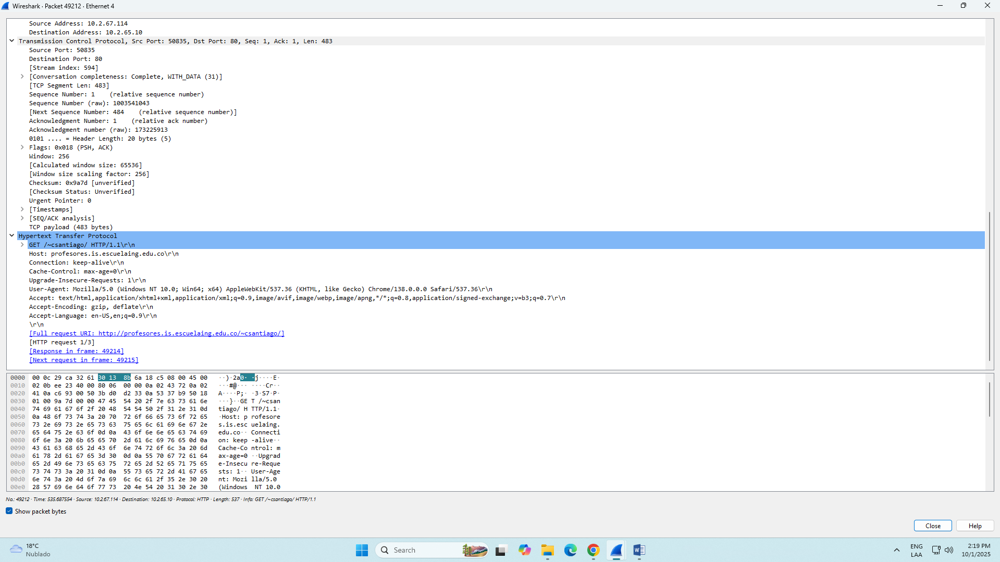 Wireshark · Packet 49212 · Ethernet 4
Source Address: 10.2.67.114
Destination Address: 10.2.65.10
Transmission Control Protocol, Src Port: 50835, Dst Port: 80, Seq: 1, Ack: 1, Len: 483
Source Port: 50835
Destination Port: 80
[Stream index: 594]
[Conversation completeness: Complete, WITH_DATA (31)]
[TCP Segment Len: 483]
Sequence Number: 1    (relative sequence number)
Sequence Number (raw): 1003541043
[Next Sequence Number: 484    (relative sequence number)]
Acknowledgment Number: 1    (relative ack number)
Acknowledgment number (raw): 173225913
0101 .... = Header Length: 20 bytes (5)
Flags: 0x018 (PSH, ACK)
Window: 256
[Calculated window size: 65536]
[Window size scaling factor: 256]
Checksum: 0x9a7d [unverified]
[Checksum Status: Unverified]
Urgent Pointer: 0
[Timestamps]
[SEQ/ACK analysis]
TCP payload (483 bytes)
Hypertext Transfer Protocol
GET /~csantiago/ HTTP/1.1\r\n
Host: profesores.is.escuelaing.edu.co\r\n
Connection: keep-alive\r\n
Cache-Control: max-age=0\r\n
Upgrade-Insecure-Requests: 1\r\n
User-Agent: Mozilla/5.0 (Windows NT 10.0; Win64; x64) AppleWebKit/537.36 (KHTML, like Gecko) Chrome/138.0.0.0 Safari/537.36\r\n
Accept: text/html,application/xhtml+xml,application/xml;q=0.9,image/avif,image/webp,image/apng,*/*;q=0.8,application/signed-exchange;v=b3;q=0.7\r\n
Accept-Encoding: gzip, deflate\r\n
Accept-Language: en-US,en;q=0.9\r\n
\r\n
[Full request URI: http://profesores.is.escuelaing.edu.co/~csantiago/]
[HTTP request 1/3]
[Response in frame: 49214]
[Next request in frame: 49215]
0000 00 0c 29 ca 32 61 30 13 8b 6a 18 c5 08 00 45 00 ··)·2a0· ·j····E·
0010 02 0b ee 23 40 00 80 06 00 00 0a 02 43 72 0a 02 ···#@··· ····Cr··
0020 41 0a c6 93 00 50 3b d0 d2 33 0a 53 37 b9 50 18 A····P;· ·3·S7·P·
0030 01 00 9a 7d 00 00 47 45 54 20 2f 7e 63 73 61 6e ···}··GE T /~csan
0040 74 69 61 67 6f 2f 20 48 54 54 50 2f 31 2e 31 0d tiago/ H TTP/1.1·
0050 0a 48 6f 73 74 3a 20 70 72 6f 66 65 73 6f 72 65 ·Host: p rofesore
0060 73 2e 69 73 2e 65 73 63 75 65 6c 61 69 6e 67 2e s.is.esc uelaing.
0070 65 64 75 2e 63 6f 0d 0a 43 6f 6e 6e 65 63 74 69 edu.co·· Connecti
0080 6f 6e 3a 20 6b 65 65 70 2d 61 6c 69 76 65 0d 0a on: keep -alive··
0090 43 61 63 68 65 2d 43 6f 6e 74 72 6f 6c 3a 20 6d Cache-Co ntrol: m
00a0 61 78 2d 61 67 65 3d 30 0d 0a 55 70 67 72 61 64 ax-age=0 ··Upgrad
00b0 65 2d 49 6e 73 65 63 75 72 65 2d 52 65 71 75 65 e-Insecu re-Reque
00c0 73 74 73 3a 20 31 0d 0a 55 73 65 72 2d 41 67 65 sts: 1·· User-Age
00d0 6e 74 3a 20 4d 6f 7a 69 6c 6c 61 2f 35 2e 30 20 nt: Mozi lla/5.0
00e0 28 57 69 6e 64 6f 77 73 20 4e 54 20 31 30 2e 30 (Windows NT 10.0
No.: 49212 · Time: 535.687554 · Source: 10.2.67.114 · Destination: 10.2.65.10 · Protocol: HTTP · Length: 537 · Info: GET /~csantiago/ HTTP/1.1
Show packet bytes
Close
Help
18°C
Nublado
Search
ENG
LAA
2:19 PM
10/1/2025